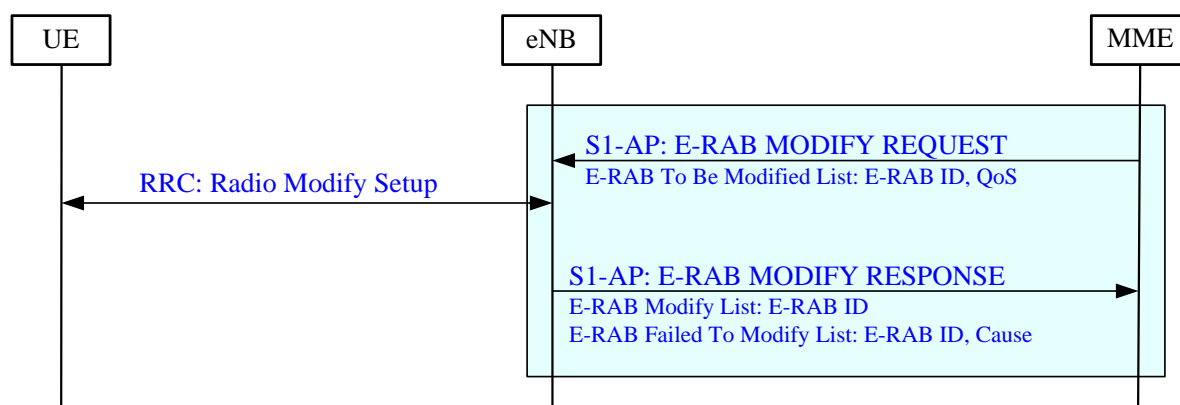 UE
eNB
MME
S1-AP: E-RAB MODIFY REQUEST
E-RAB To Be Modified List: E-RAB ID, QoS
RRC: Radio Modify Setup
S1-AP: E-RAB MODIFY RESPONSE
E-RAB Modify List: E-RAB ID
E-RAB Failed To Modify List: E-RAB ID, Cause